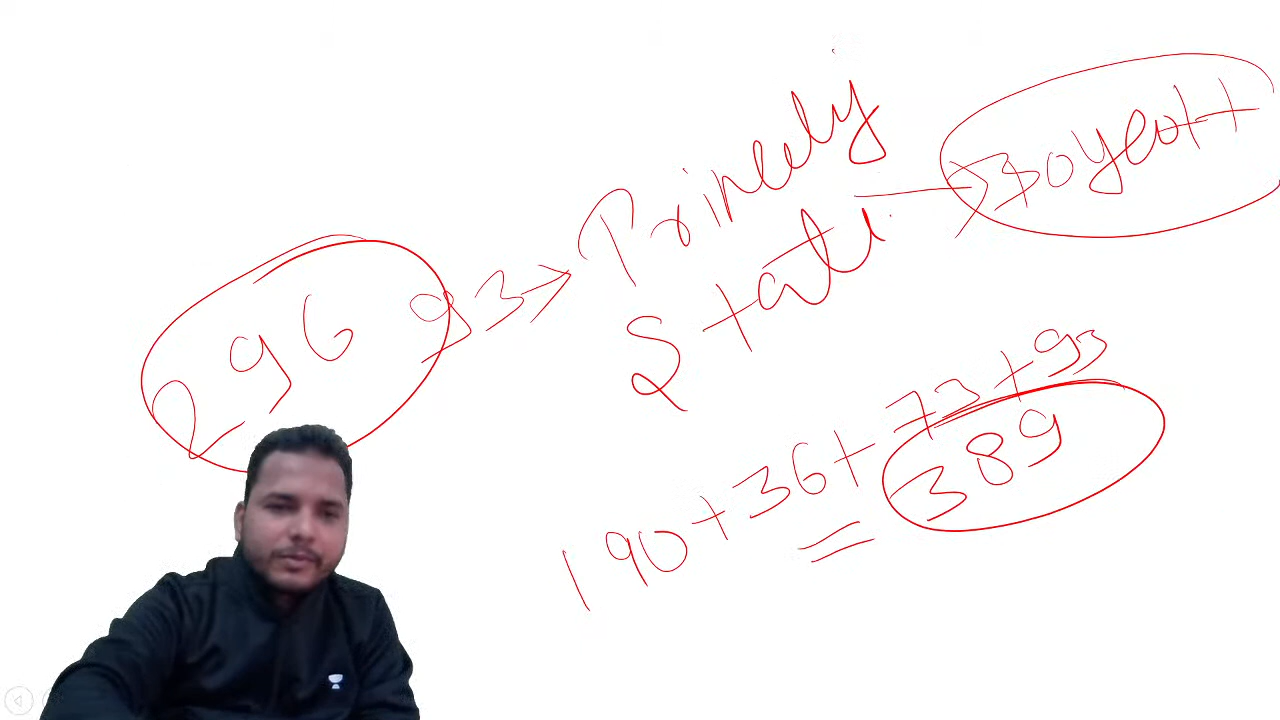 296 93 → Princely
State → Boycott
190+36+73+93
= 389